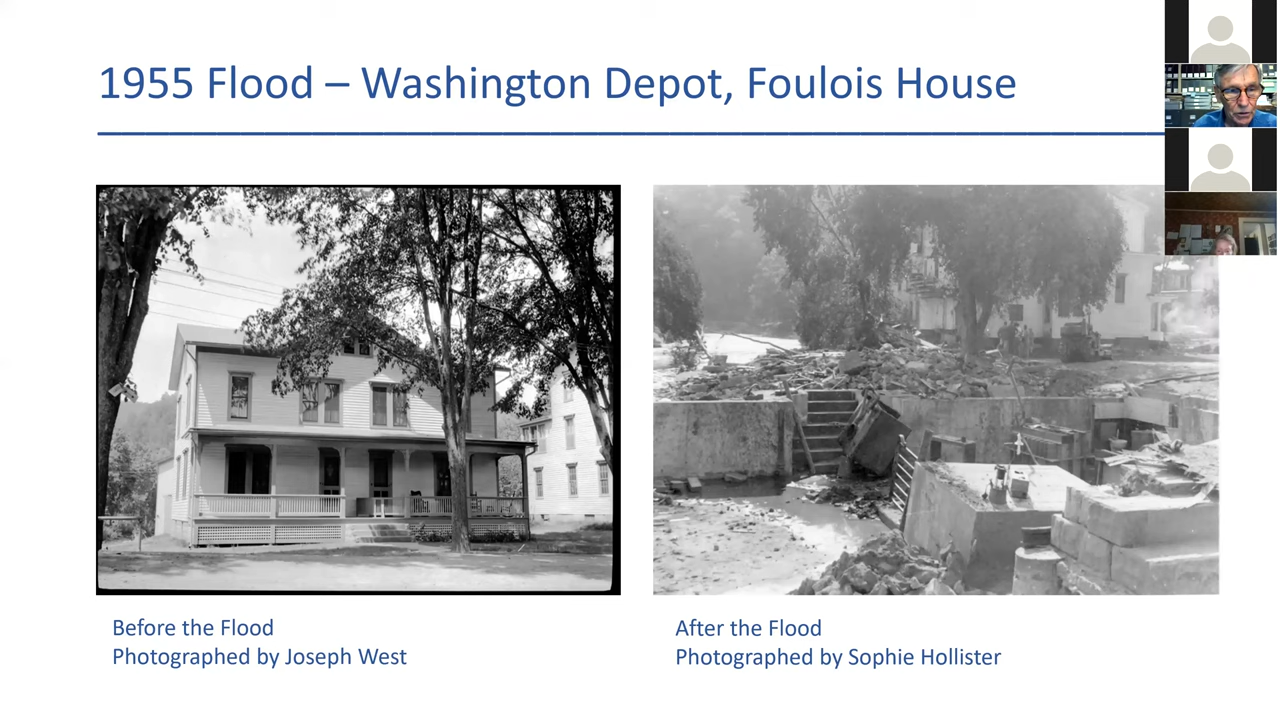 1955 Flood – Washington Depot, Foulois House
Before the Flood
Photographed by Joseph West
After the Flood
Photographed by Sophie Hollister